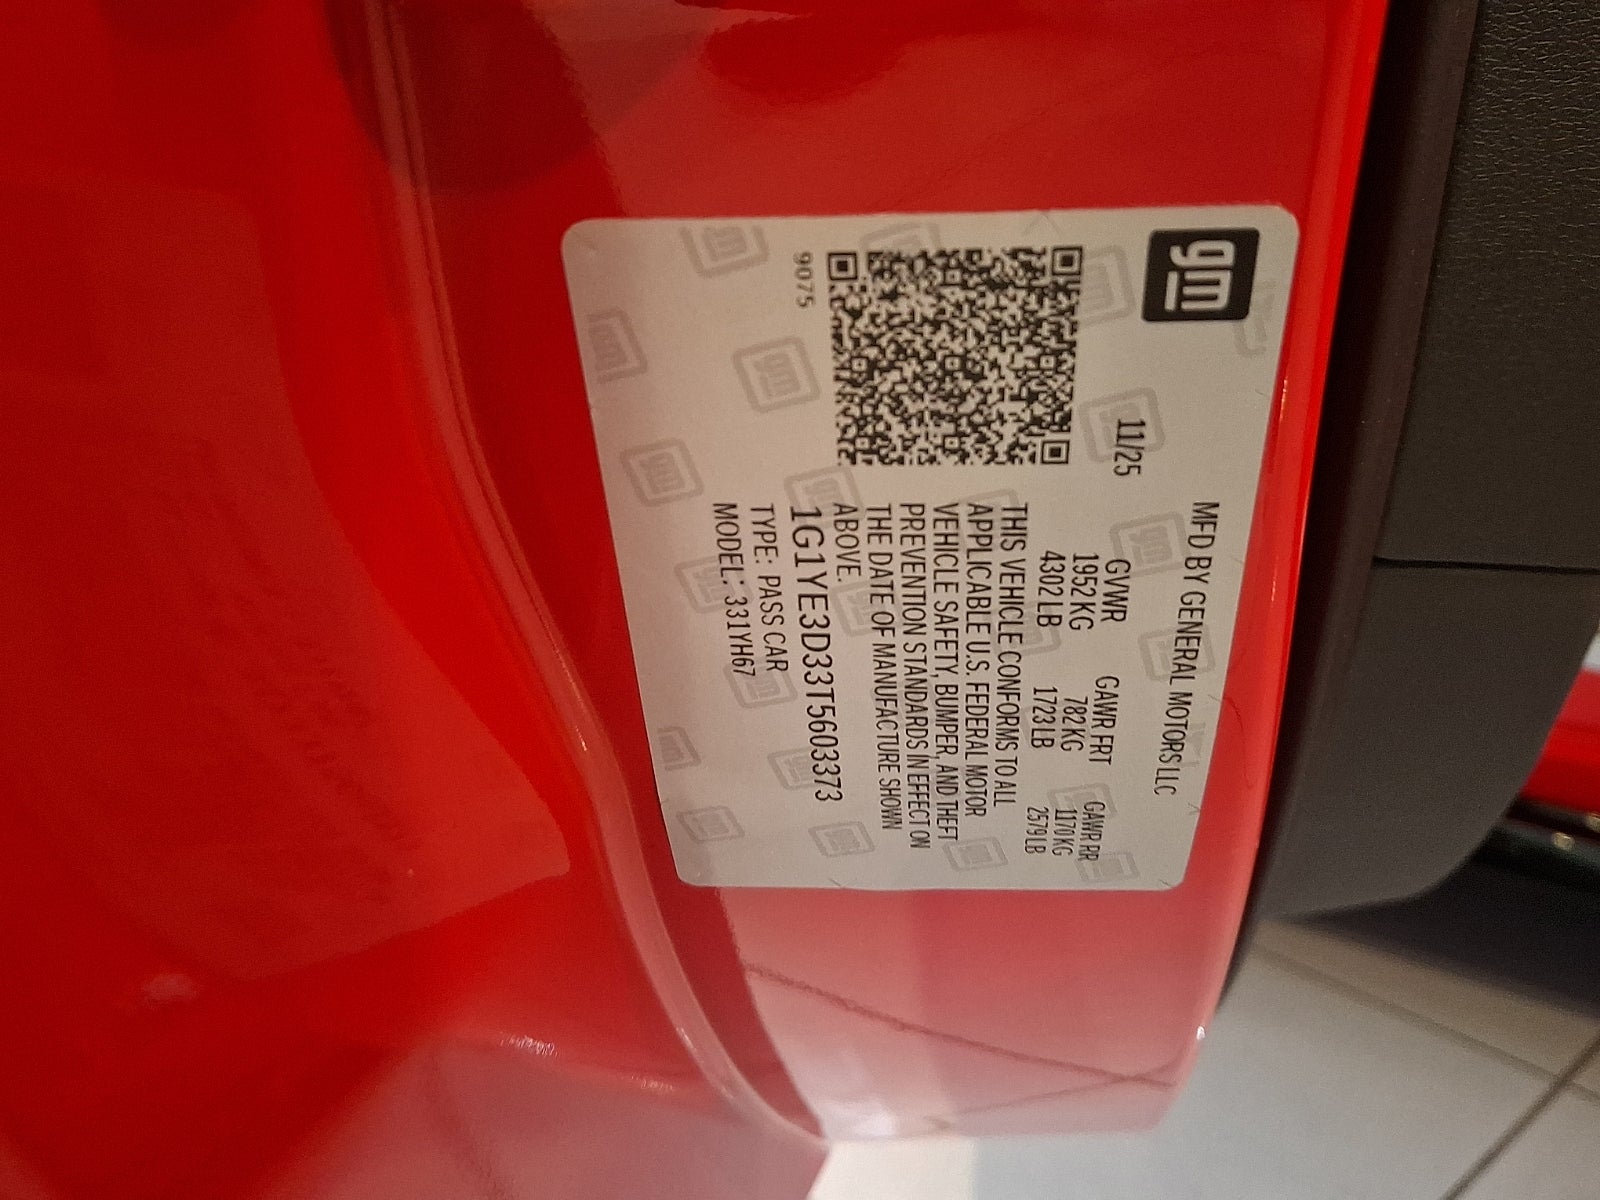 gm
MFD BY GENERAL MOTORS LLC
11/25
GVWR GAWR FRT GAWR RR
1952KG 782KG 1170KG
4302LB 1723LB 2579LB
THIS VEHICLE CONFORMS TO ALL
APPLICABLE U.S. FEDERAL MOTOR
VEHICLE SAFETY, BUMPER, AND THEFT
PREVENTION STANDARDS IN EFFECT ON
THE DATE OF MANUFACTURE SHOWN
ABOVE.
9075
1G1YE3D33T5603373
TYPE: PASS CAR
MODEL: 331YH67